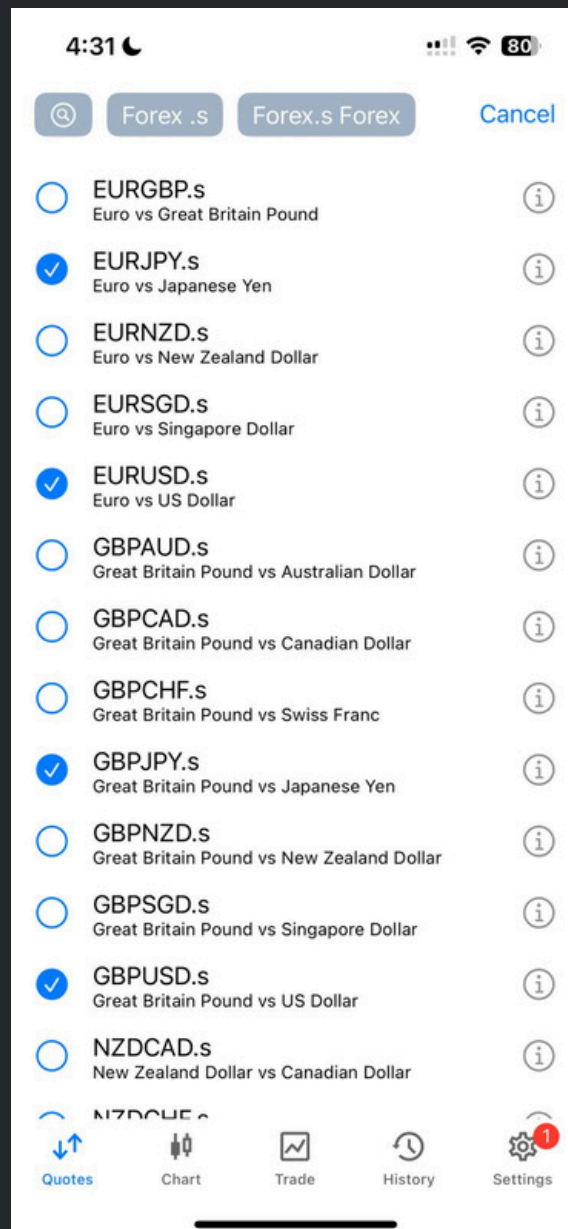 4:31
80
Forex .s
Forex.s Forex
Cancel
EURGBP.s
Euro vs Great Britain Pound
EURJPY.s
Euro vs Japanese Yen
EURNZD.s
Euro vs New Zealand Dollar
EURSGD.s
Euro vs Singapore Dollar
EURUSD.s
Euro vs US Dollar
GBPAUD.s
Great Britain Pound vs Australian Dollar
GBPCAD.s
Great Britain Pound vs Canadian Dollar
GBPCHF.s
Great Britain Pound vs Swiss Franc
GBPJPY.s
Great Britain Pound vs Japanese Yen
GBPNZD.s
Great Britain Pound vs New Zealand Dollar
GBPSGD.s
Great Britain Pound vs Singapore Dollar
GBPUSD.s
Great Britain Pound vs US Dollar
NZDCAD.s
New Zealand Dollar vs Canadian Dollar
NZDCHF.s
1
Quotes
Chart
Trade
History
Settings